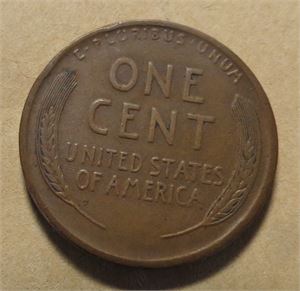 E·PLURIBUS·UNUM
ONE
CENT
UNITED STATES
OF AMERICA